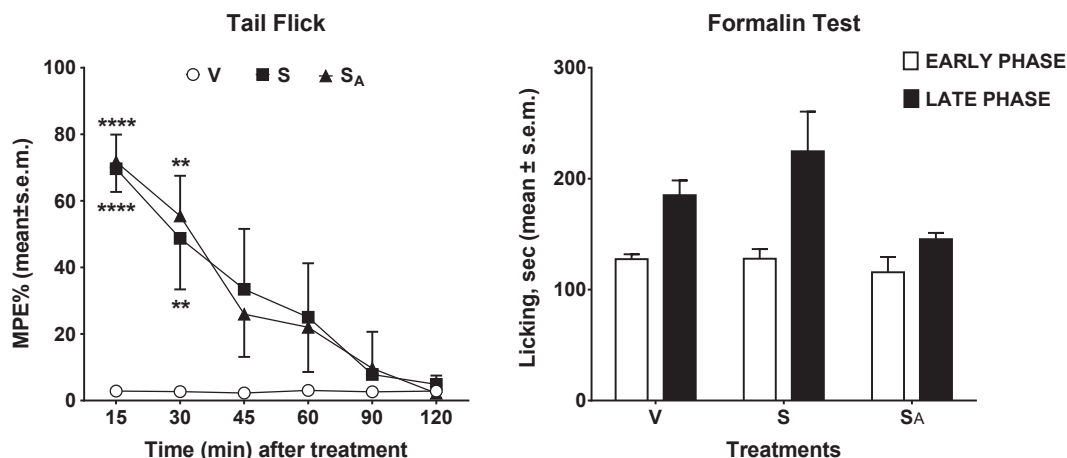 Tail Flick
V S SA
MPE% (mean±s.e.m.)
100
80
60
40
20
0
****
****
**
**
15 30 45 60 90 120
Time (min) after treatment
Formalin Test
EARLY PHASE
LATE PHASE
Licking, sec (mean ± s.e.m.)
300
200
100
0
V S SA
Treatments